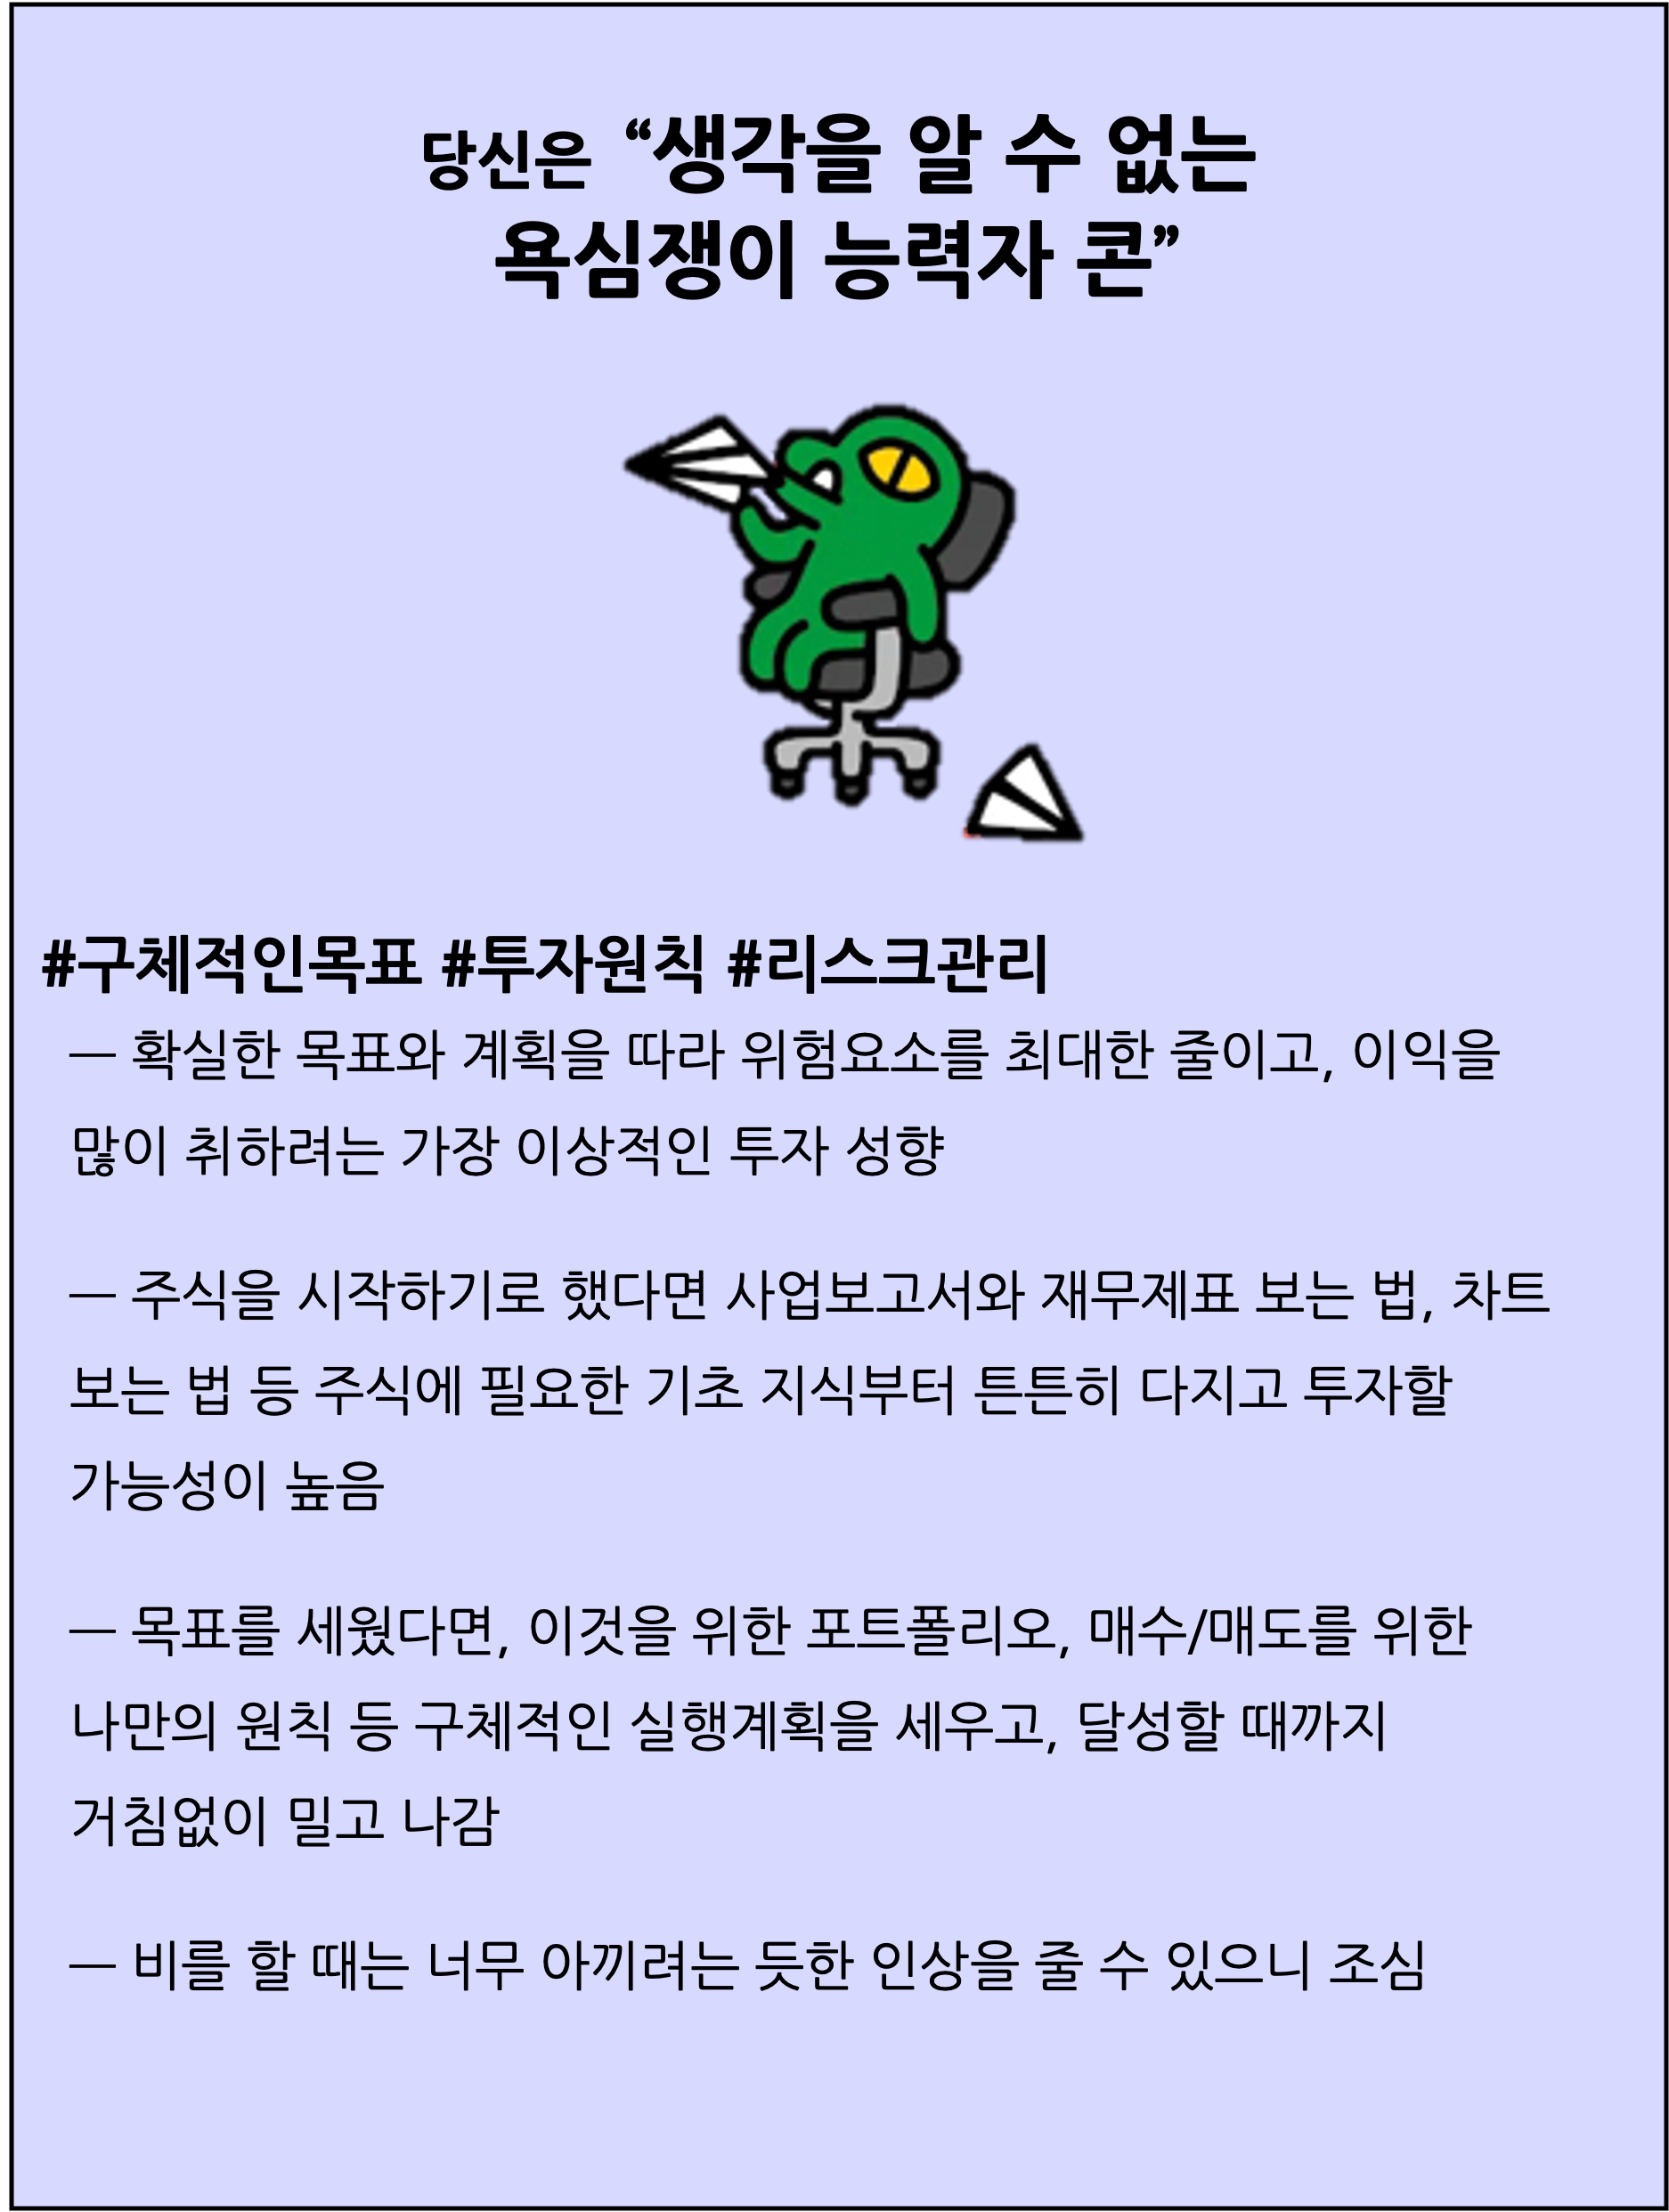 당신은 “생각을 알 수 없는
욕심쟁이 능력자 콘”
#구체적인목표 #투자원칙 #리스크관리
— 확실한 목표와 계획을 따라 위험요소를 최대한 줄이고, 이익을
많이 취하려는 가장 이상적인 투자 성향
— 주식을 시작하기로 했다면 사업보고서와 재무제표 보는 법, 차트
보는 법 등 주식에 필요한 기초 지식부터 튼튼히 다지고 투자할
가능성이 높음
— 목표를 세웠다면, 이것을 위한 포트폴리오, 매수/매도를 위한
나만의 원칙 등 구체적인 실행계획을 세우고, 달성할 때까지
거침없이 밀고 나감
— 비를 할 때는 너무 아끼려는 듯한 인상을 줄 수 있으니 조심